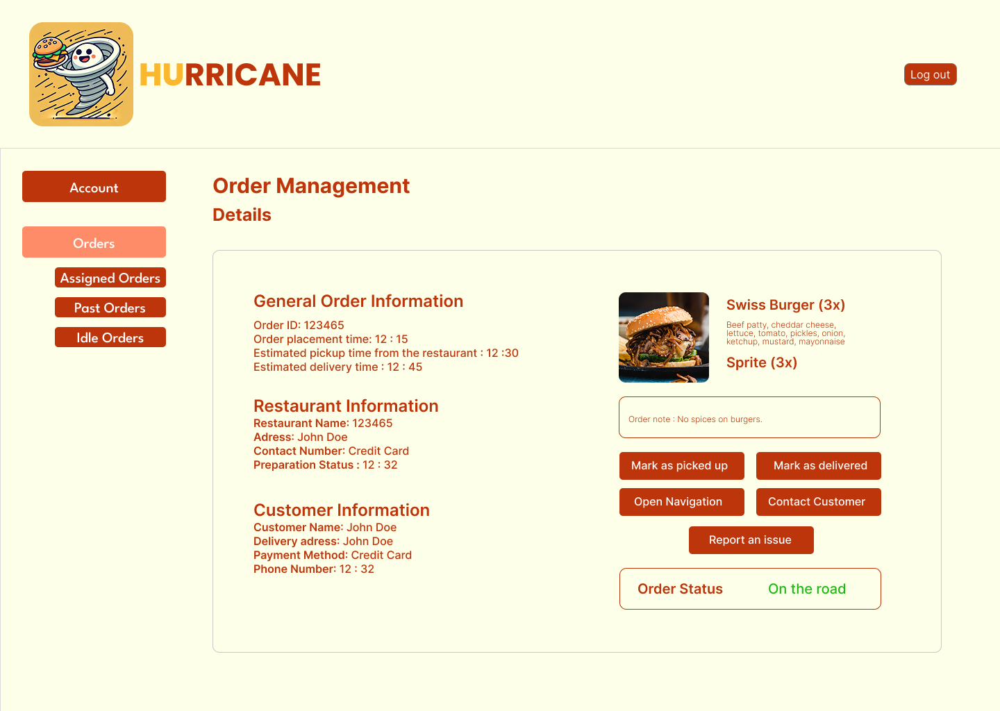 HURRICANE
Log out
Account
Orders
Assigned Orders
Past Orders
Idle Orders
Order Management
Details
General Order Information
Order ID: 123465
Order placement time: 12 : 15
Estimated pickup time from the restaurant : 12 :30
Estimated delivery time : 12 : 45
Restaurant Information
Restaurant Name: 123465
Adress: John Doe
Contact Number: Credit Card
Preparation Status : 12 : 32
Customer Information
Customer Name: John Doe
Delivery adress: John Doe
Payment Method: Credit Card
Phone Number: 12 : 32
Swiss Burger (3x)
Beef patty, cheddar cheese,
lettuce, tomato, pickles, onion,
ketchup, mustard, mayonnaise
Sprite (3x)
Order note : No spices on burgers.
Mark as picked up
Mark as delivered
Open Navigation
Contact Customer
Report an issue
Order Status
On the road